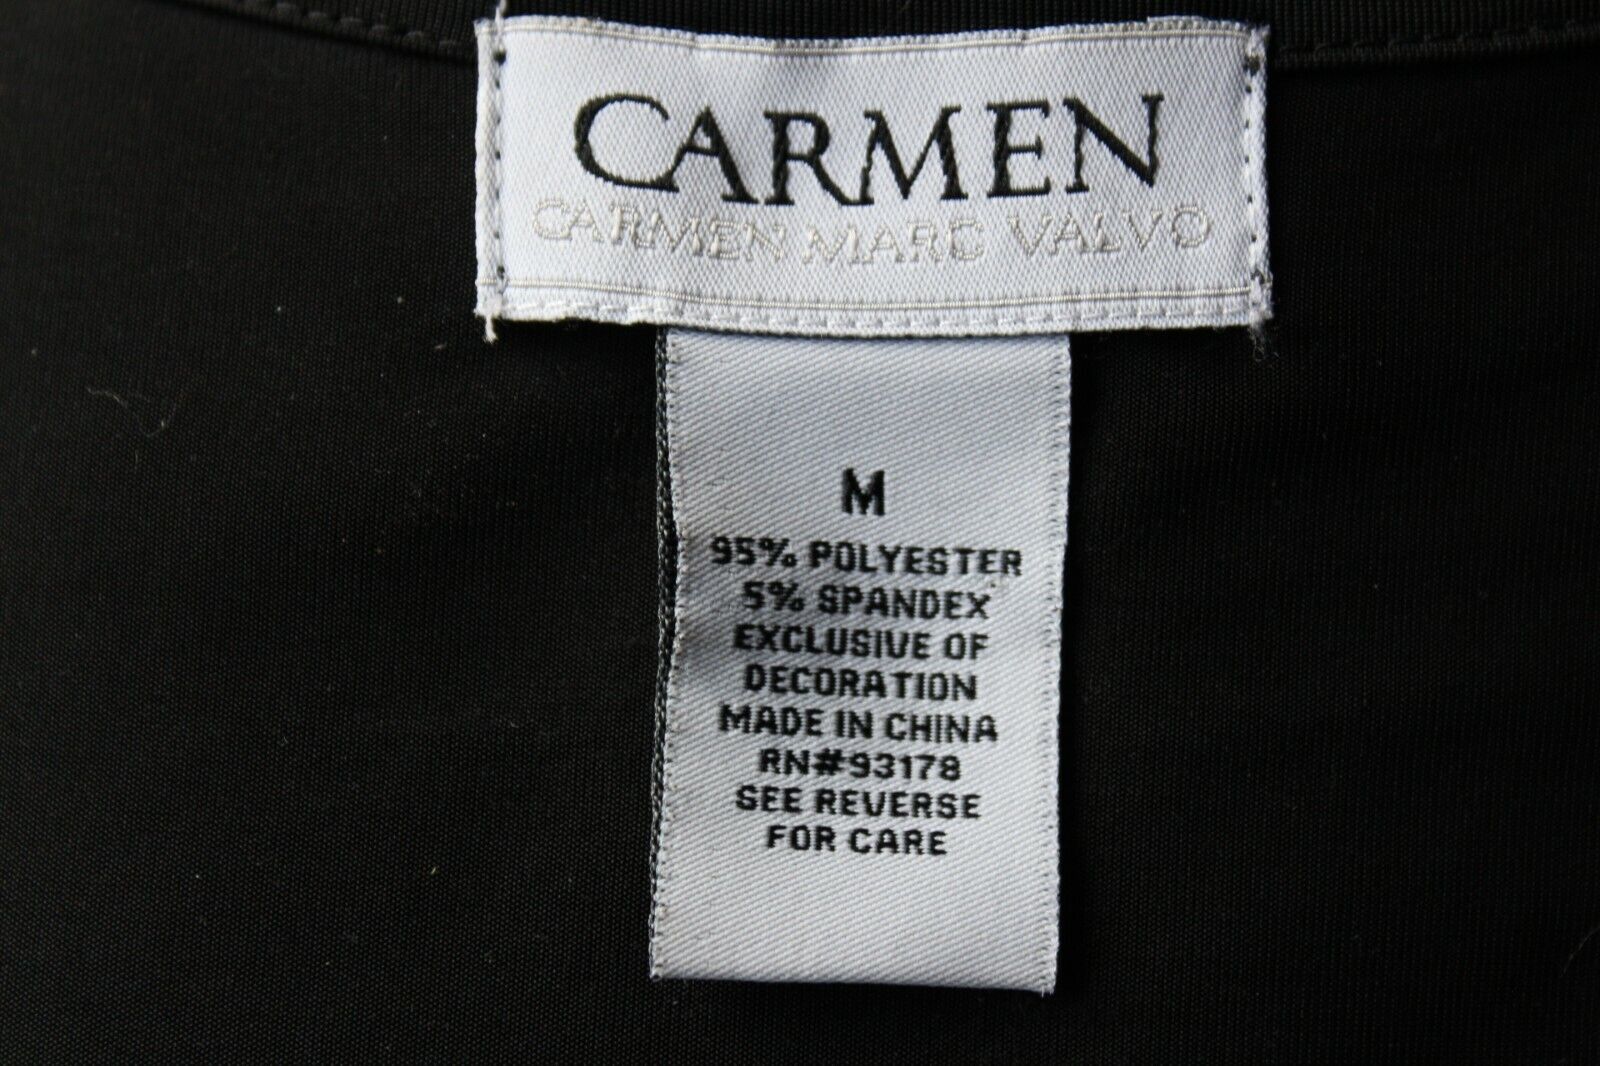 CARMEN
CARMEN MARC VALVO
M
95% POLYESTER
5% SPANDEX
EXCLUSIVE OF
DECORATION
MADE IN CHINA
RN#93178
SEE REVERSE
FOR CARE